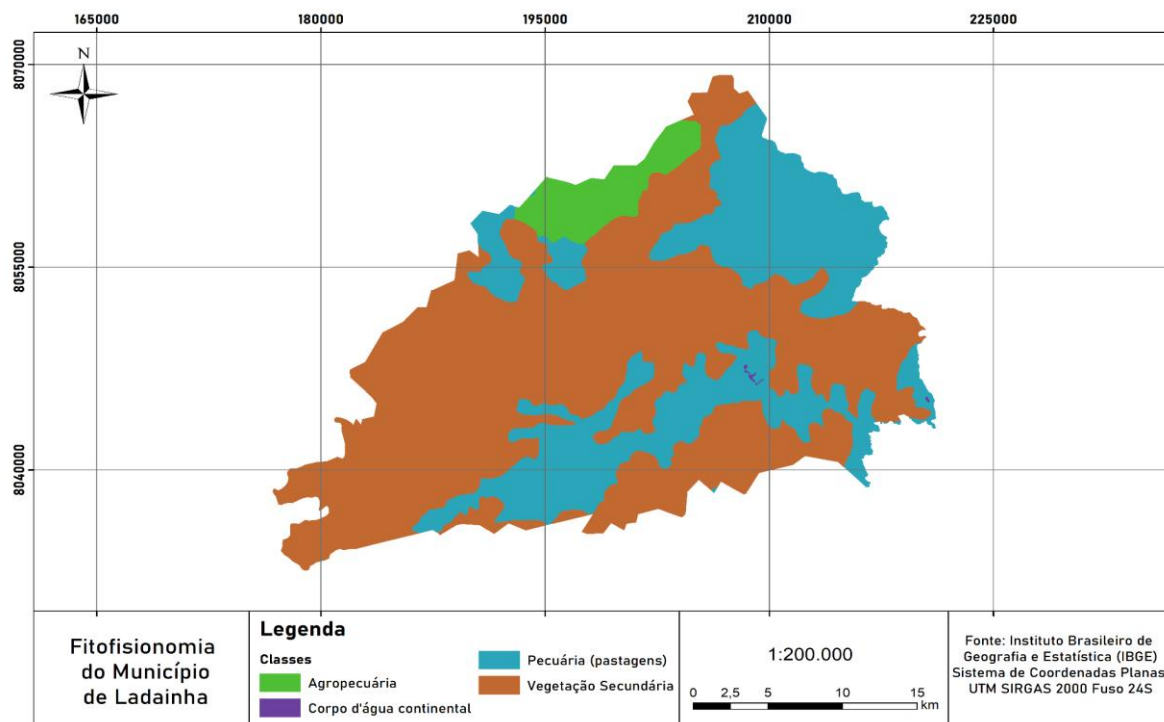 165000
180000
195000
210000
225000
N
8070000
8055000
8040000
Fitofisionomia
do Município
de Ladainha
Legenda
Classes
Agropecuária
Corpo d'água continental
Pecuária (pastagens)
Vegetação Secundária
1:200.000
0 2,5 5 10 15
km
Fonte: Instituto Brasileiro de
Geografia e Estatística (IBGE)
Sistema de Coordenadas Planas
UTM SIRGAS 2000 Fuso 24S